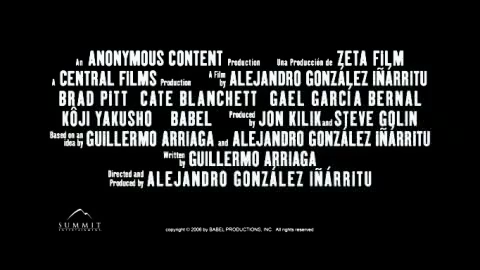 An ANONYMOUS CONTENT Production Una Producción de ZETA FILM
A CENTRAL FILMS Production A Film by ALEJANDRO GONZÁLEZ IÑÁRRITU
BRAD PITT CATE BLANCHETT GAEL GARCÍA BERNAL
KÔJI YAKUSHO BABEL Produced by JON KILIK and STEVE GOLIN
Based on an idea by GUILLERMO ARRIAGA and ALEJANDRO GONZÁLEZ IÑÁRRITU
Written by GUILLERMO ARRIAGA
Directed and Produced by ALEJANDRO GONZÁLEZ IÑÁRRITU
SUMMIT
ENTERTAINMENT
copyright © 2006 by BABEL PRODUCTIONS, INC. All rights reserved